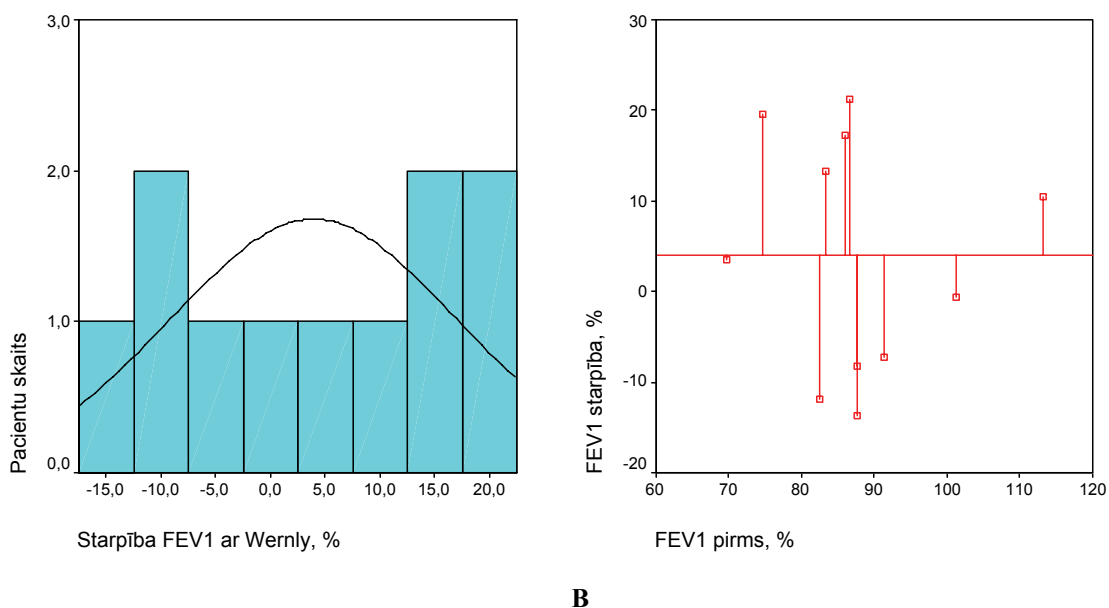 3,0
2,0
1,0
0,0
Pacientu skaits
-15,0 -10,0 -5,0 0,0 5,0 10,0 15,0 20,0
Starpība FEV1 ar Wernly, %
30
20
10
0
-10
-20
FEV1 starpība, %
60 70 80 90 100 110 120
FEV1 pirms, %
B